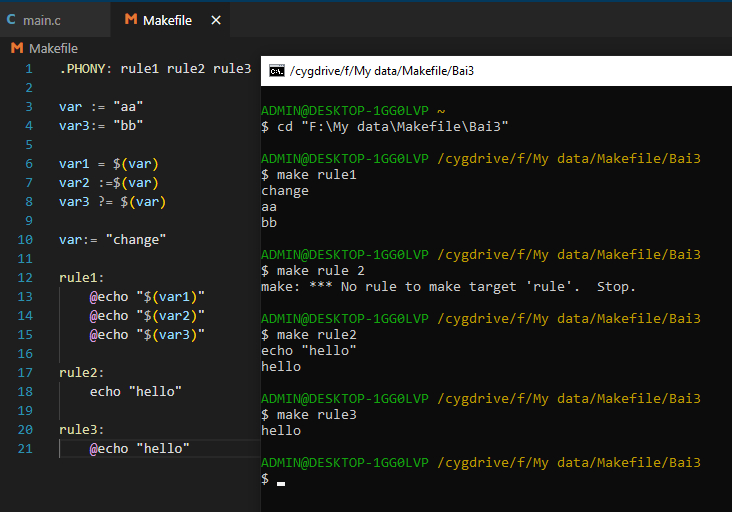 C main.c
M Makefile ×
M Makefile
1 .PHONY: rule1 rule2 rule3
2
3 var := "aa"
4 var3:= "bb"
5
6 var1 = $(var)
7 var2 :=$(var)
8 var3 ?= $(var)
9
10 var:= "change"
11
12 rule1:
13 @echo "$(var1)"
14 @echo "$(var2)"
15 @echo "$(var3)"
16
17 rule2:
18 echo "hello"
19
20 rule3:
21 @echo "hello"
/cygdrive/f/My data/Makefile/Bai3
ADMIN@DESKTOP-1GG0LVP ~
$ cd "F:\My data\Makefile\Bai3"
ADMIN@DESKTOP-1GG0LVP /cygdrive/f/My data/Makefile/Bai3
$ make rule1
change
aa
bb
ADMIN@DESKTOP-1GG0LVP /cygdrive/f/My data/Makefile/Bai3
$ make rule 2
make: *** No rule to make target 'rule'.  Stop.
ADMIN@DESKTOP-1GG0LVP /cygdrive/f/My data/Makefile/Bai3
$ make rule2
echo "hello"
hello
ADMIN@DESKTOP-1GG0LVP /cygdrive/f/My data/Makefile/Bai3
$ make rule3
hello
ADMIN@DESKTOP-1GG0LVP /cygdrive/f/My data/Makefile/Bai3
$